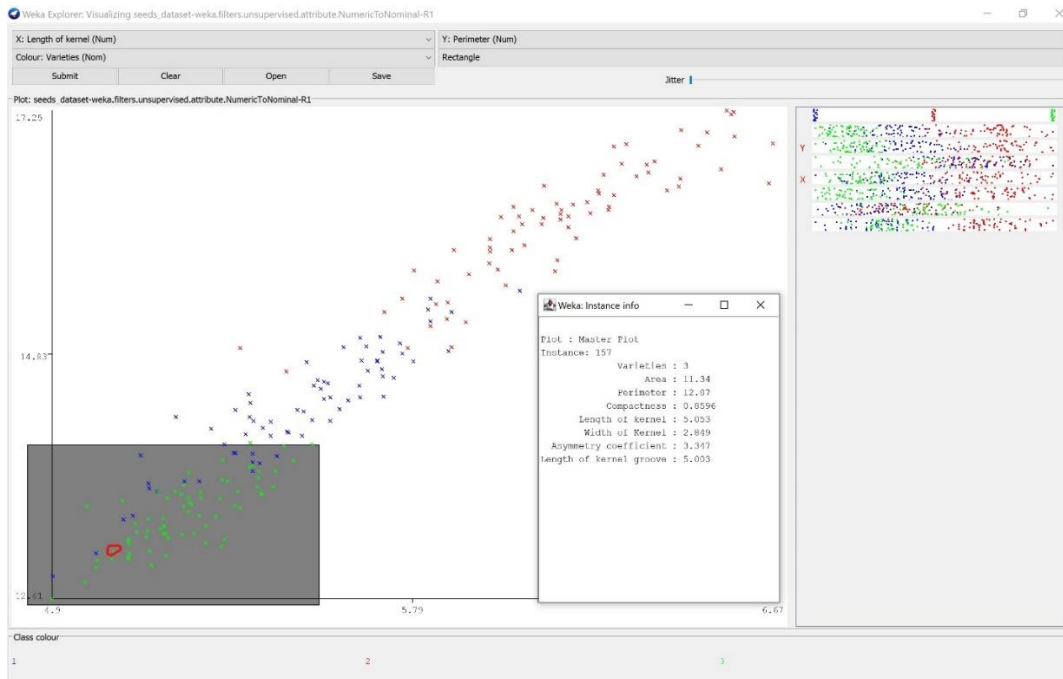 Weka Explorer: Visualizing seeds_dataset-weka.filters.unsupervised.attribute.NumericToNominal-R1
X: Length of kernel (Num)
Y: Perimeter (Num)
Colour: Varieties (Nom)
Rectangle
Submit
Clear
Open
Save
Jitter
Plot: seeds_dataset-weka.filters.unsupervised.attribute.NumericToNominal-R1
17.25
Y
X
14.83
12.41
4.9
5.79
6.67
Weka: Instance info
Plot : Master Plot
Instance: 157
Varieties : 3
Area : 11.34
Perimeter : 12.87
Compactness : 0.8596
Length of kernel : 5.053
Width of Kernel : 2.849
Asymmetry coefficient : 3.347
Length of kernel groove : 5.003
Class colour
1
2
3